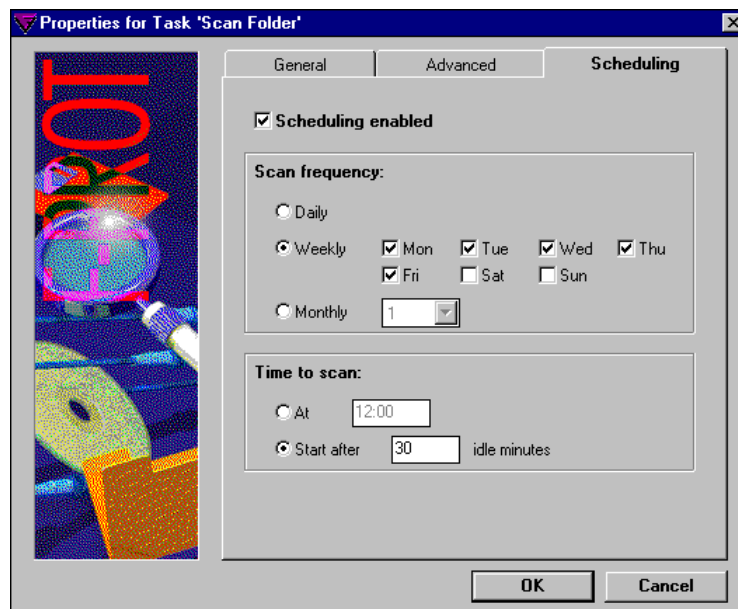 Properties for Task 'Scan Folder'
General Advanced Scheduling
Scheduling enabled
Scan frequency:
Daily
Weekly Mon Tue Wed Thu
Fri Sat Sun
Monthly 1
Time to scan:
At 12:00
Start after 30 idle minutes
OK Cancel
F-PROT